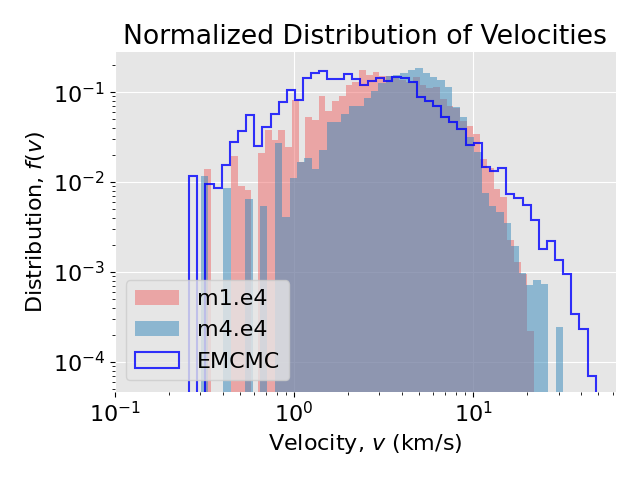 Normalized Distribution of Velocities
Distribution, f(v)
10⁻¹
10⁻²
10⁻³
10⁻⁴
m1.e4
m4.e4
EMCMC
10⁻¹
10⁰
10¹
Velocity, v (km/s)